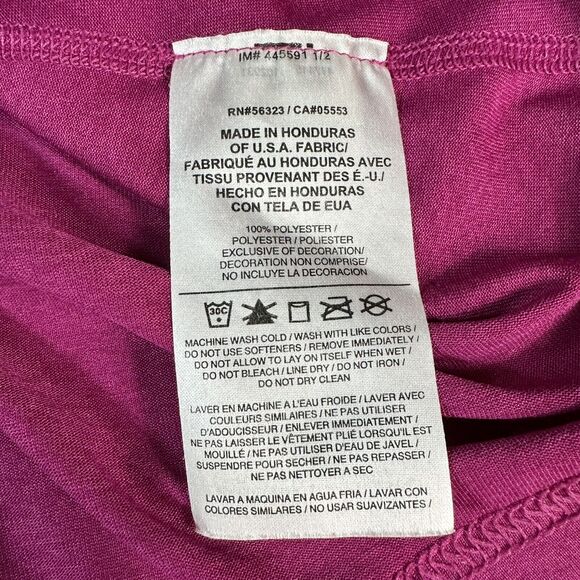 IM# 445591 1/2
RN#56323 / CA#05553
MADE IN HONDURAS
OF U.S.A. FABRIC/
FABRIQUÉ AU HONDURAS AVEC
TISSU PROVENANT DES É.-U./
HECHO EN HONDURAS
CON TELA DE EUA
100% POLYESTER /
POLYESTER / POLIESTER
EXCLUSIVE OF DECORATION/
DECORATION NON COMPRISE/
NO INCLUYE LA DECORACIÓN
30C
MACHINE WASH COLD / WASH WITH LIKE COLORS /
DO NOT USE SOFTENERS / REMOVE IMMEDIATELY /
DO NOT ALLOW TO LAY ON ITSELF WHEN WET /
DO NOT BLEACH / LINE DRY / DO NOT IRON /
DO NOT DRY CLEAN
LAVER EN MACHINE A L'EAU FROIDE / LAVER AVEC
COULEURS SIMILAIRES / NE PAS UTILISER
D'ADOUCISSEUR / ENLEVER IMMEDIATEMENT /
NE PAS LAISSER LE VÊTEMENT PLIÉ LORSQU'IL EST
MOUILLÉ / NE PAS UTILISER D'EAU DE JAVEL /
SUSPENDRE POUR SECHER / NE PAS REPASSER /
NE PAS NETTOYER A SEC
LAVAR A MAQUINA EN AGUA FRIA / LAVAR CON
COLORES SIMILARES / NO USAR SUAVIZANTES /